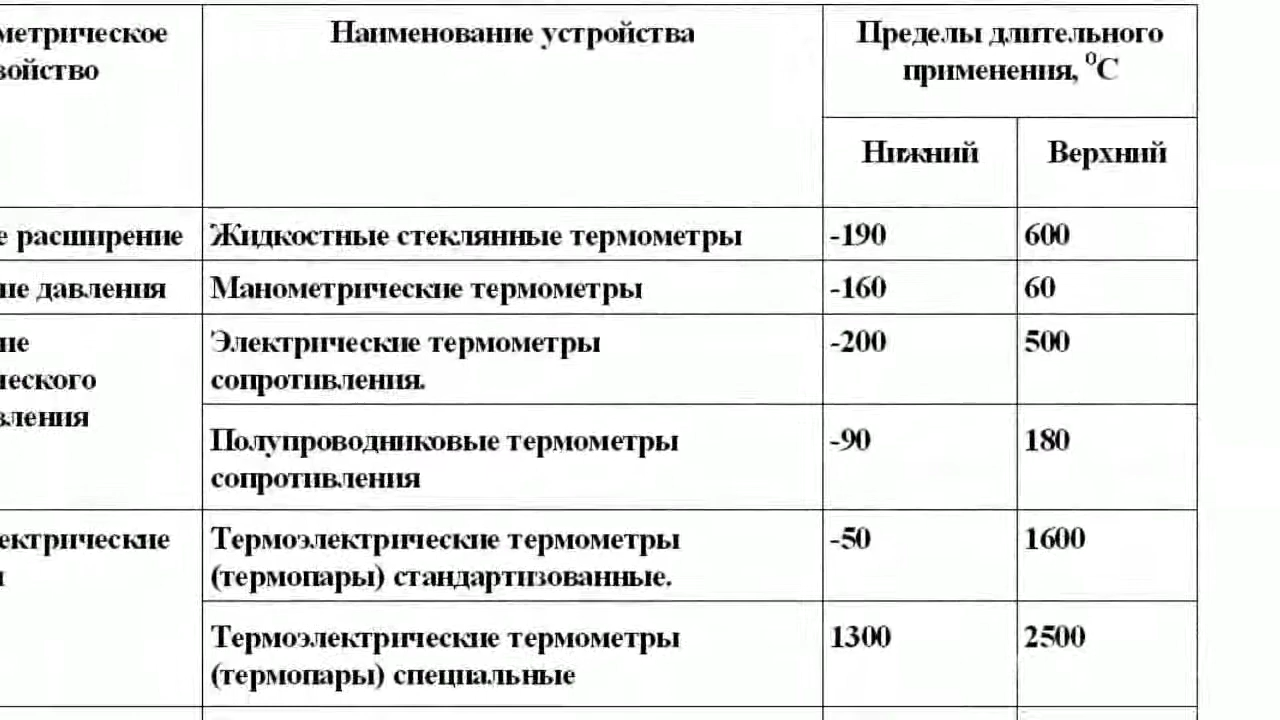 метрическое
войство
Наименование устройства
Пределы длительного
применения, ⁰С
Нижний
Верхний
е расширение
Жидкостные стеклянные термометры
-190
600
ие давления
Манометрические термометры
-160
60
ие
ческого
вления
Электрические термометры
сопротивления.
-200
500
Полупроводниковые термометры
сопротивления
-90
180
ектрические
Термоэлектрические термометры
(термопары) стандартизованные.
-50
1600
Термоэлектрические термометры
(термопары) специальные
1300
2500